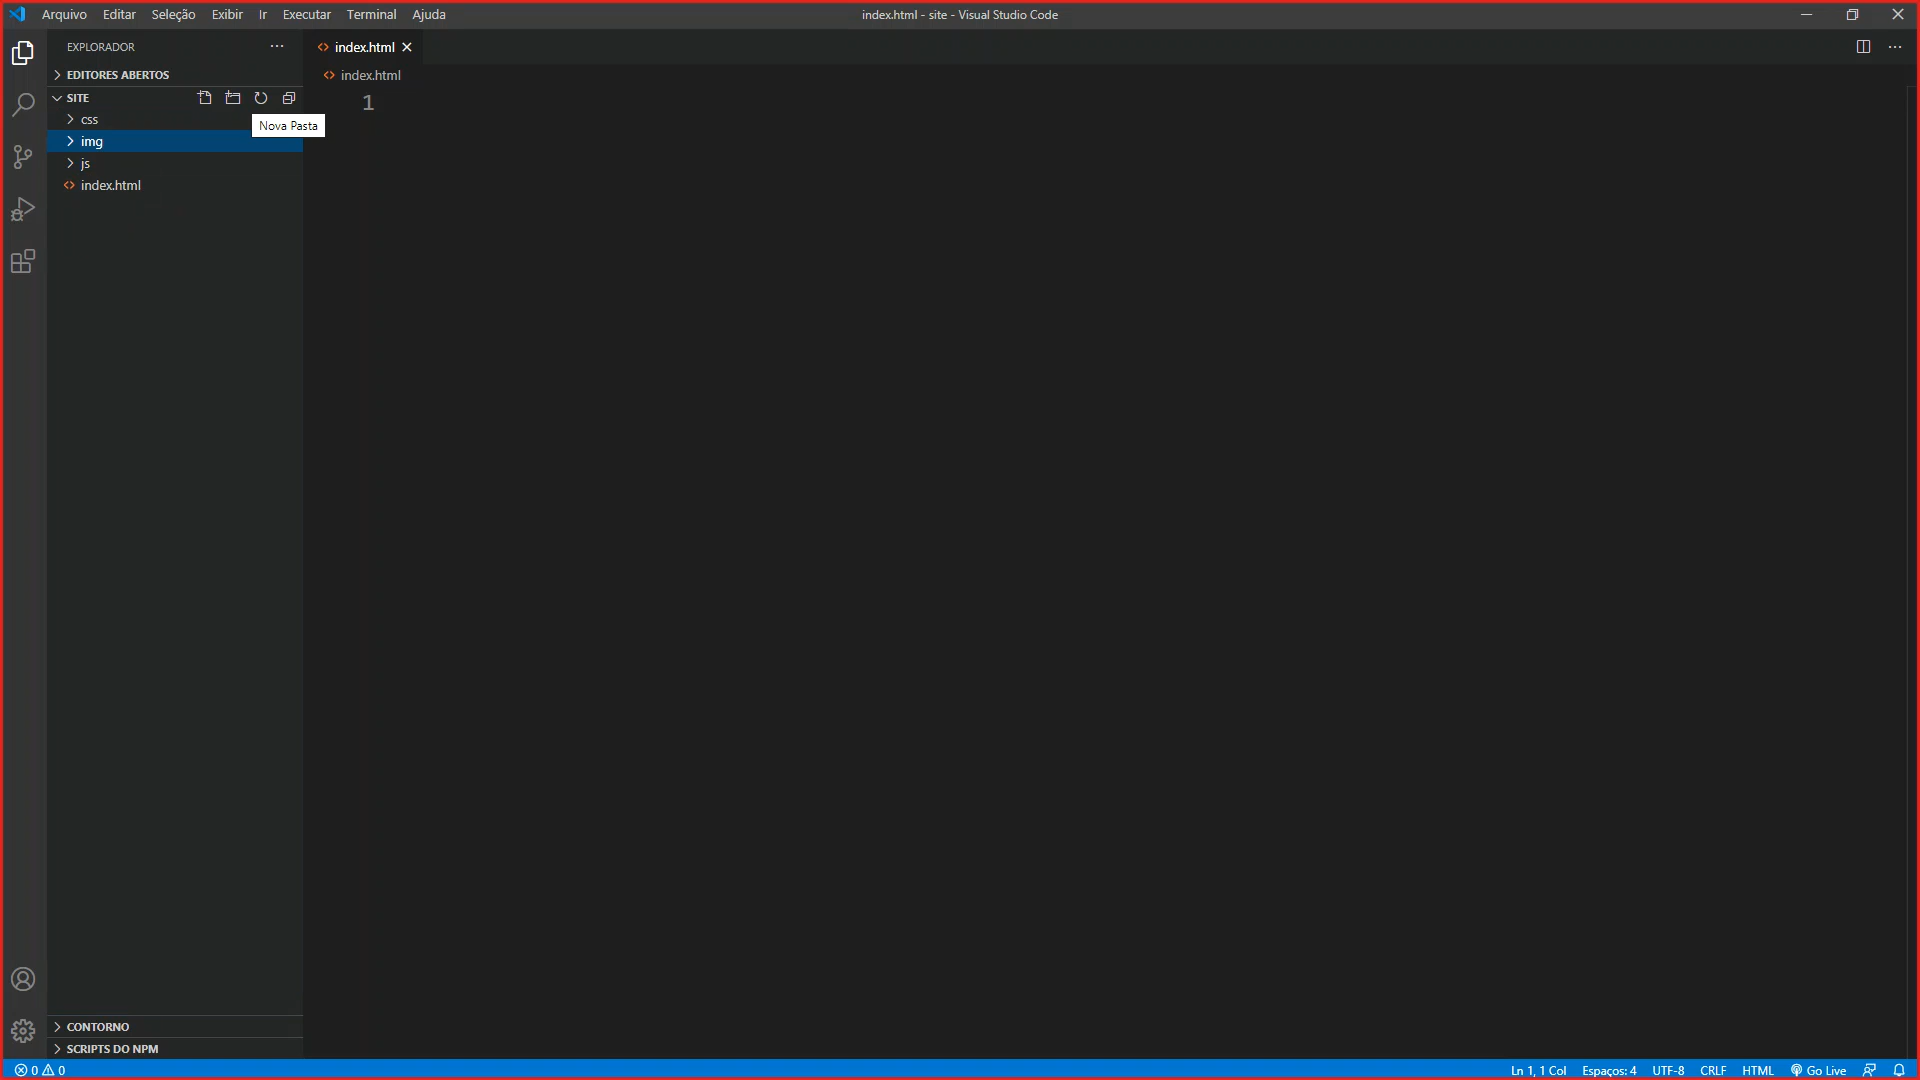 Arquivo Editar Seleção Exibir Ir Executar Terminal Ajuda
index.html - site - Visual Studio Code
EXPLORADOR
index.html
EDITORES ABERTOS
index.html
SITE
1
css
Nova Pasta
img
js
index.html
CONTORNO
SCRIPTS DO NPM
0 0
Ln 1, 1 Col Espaços: 4 UTF-8 CRLF HTML Go Live